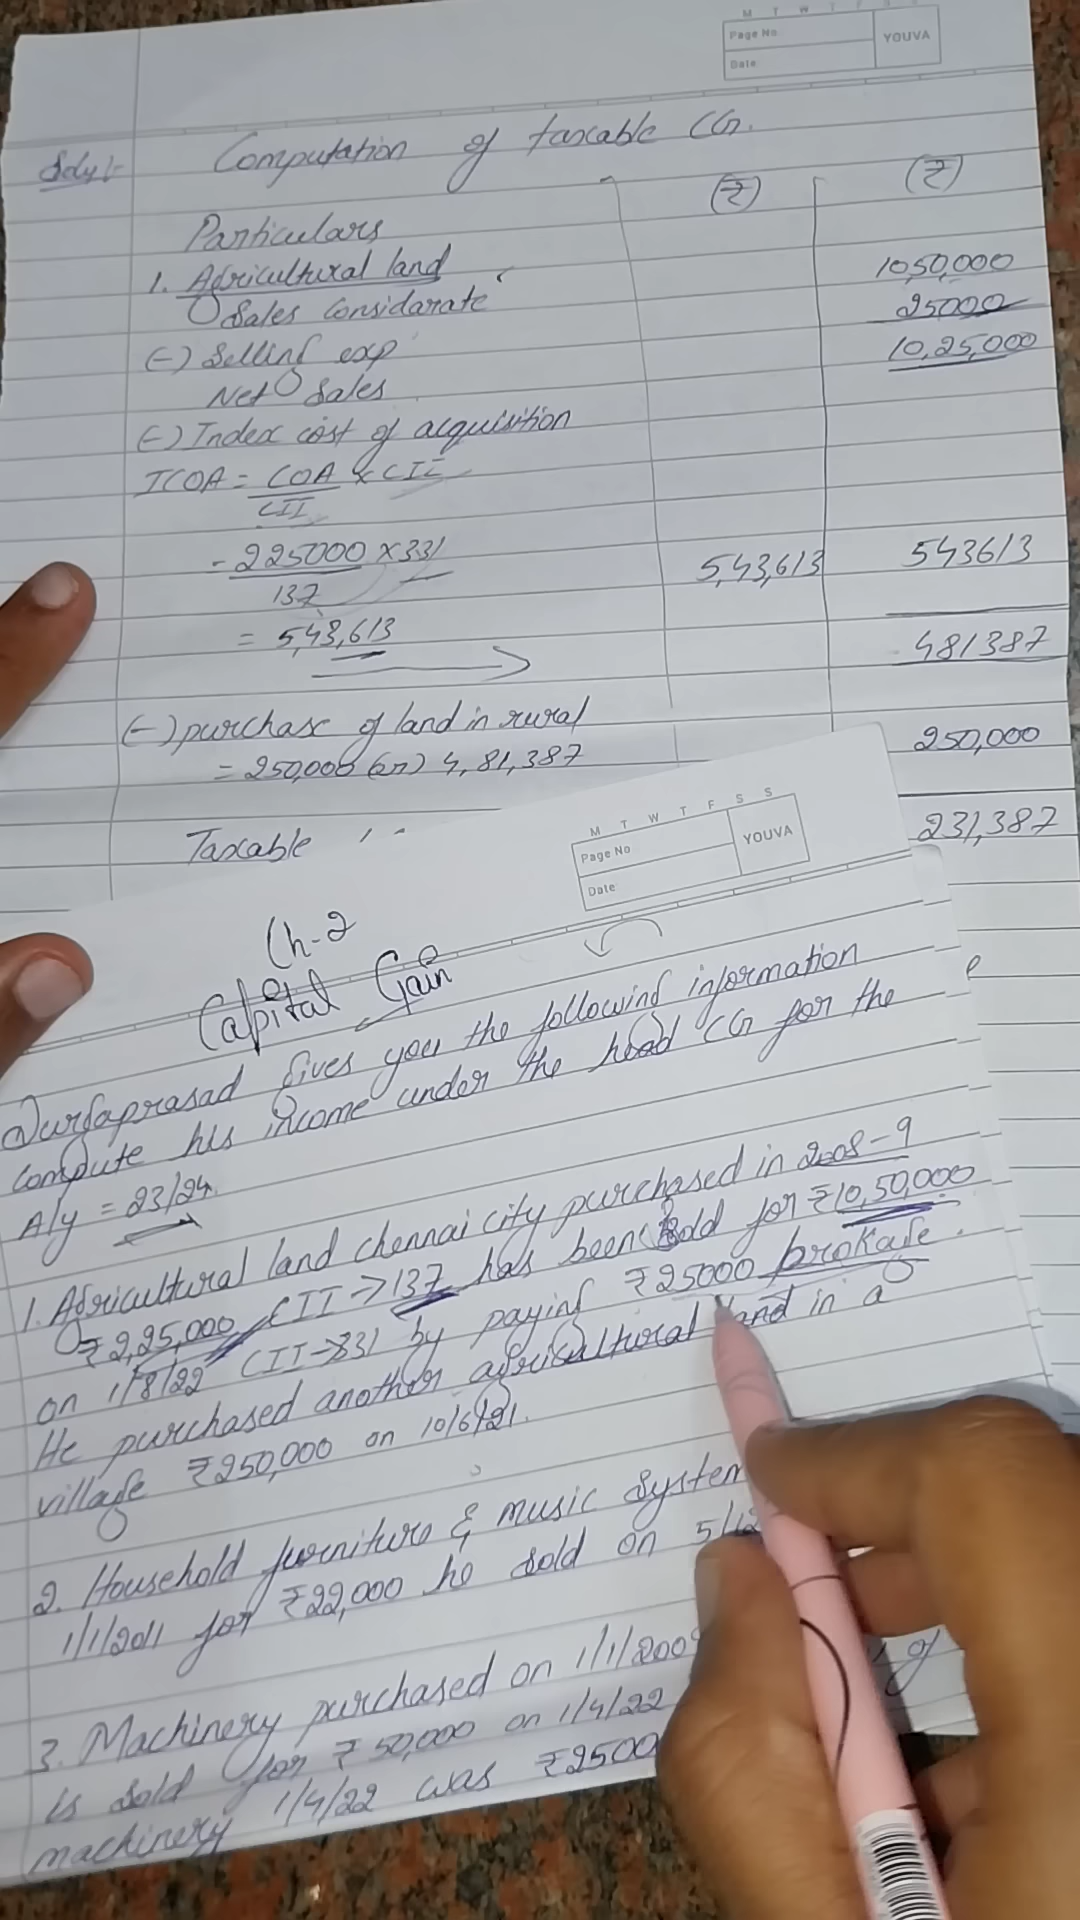 M T W T F S S
Page No
Date
YOUVA
Soln:- Computation of taxable CG.
Particulars (₹) (₹)
1. Agricultural land
Sales Considarate 10,50,000
(-) Selling exp 25000
Net Sales 10,25,000
(-) Index cost of acquisition
ICOA = COA × CII
CII
= 225000 × 331
137
= 5,43,613 5,43,613 543613
481387
(-) purchase of land in rural
= 250,000 (or) 4,81,387 250,000
Taxable 231,387
M T W T F S S
Page No
Date
YOUVA
Ch-2
Capital Gain
Durgaprasad gives you the following information
compute his income under the head CG for the
A/y = 23/24.
1. Agricultural land chennai city purchased in 2008-9
₹2,25,000 CII → 137 has been sold for ₹10,50,000
on 1/8/22 CII→331 by paying ₹25000 brokage.
He purchased another agricultural land in a
village ₹250,000 on 10/6/21.
2. Household furniture & music system
1/1/2011 for ₹22,000 he sold on 5/12
3. Machinery purchased on 1/1/200 of
is sold for ₹50,000 on 1/4/22
machinery 1/4/22 was ₹2500